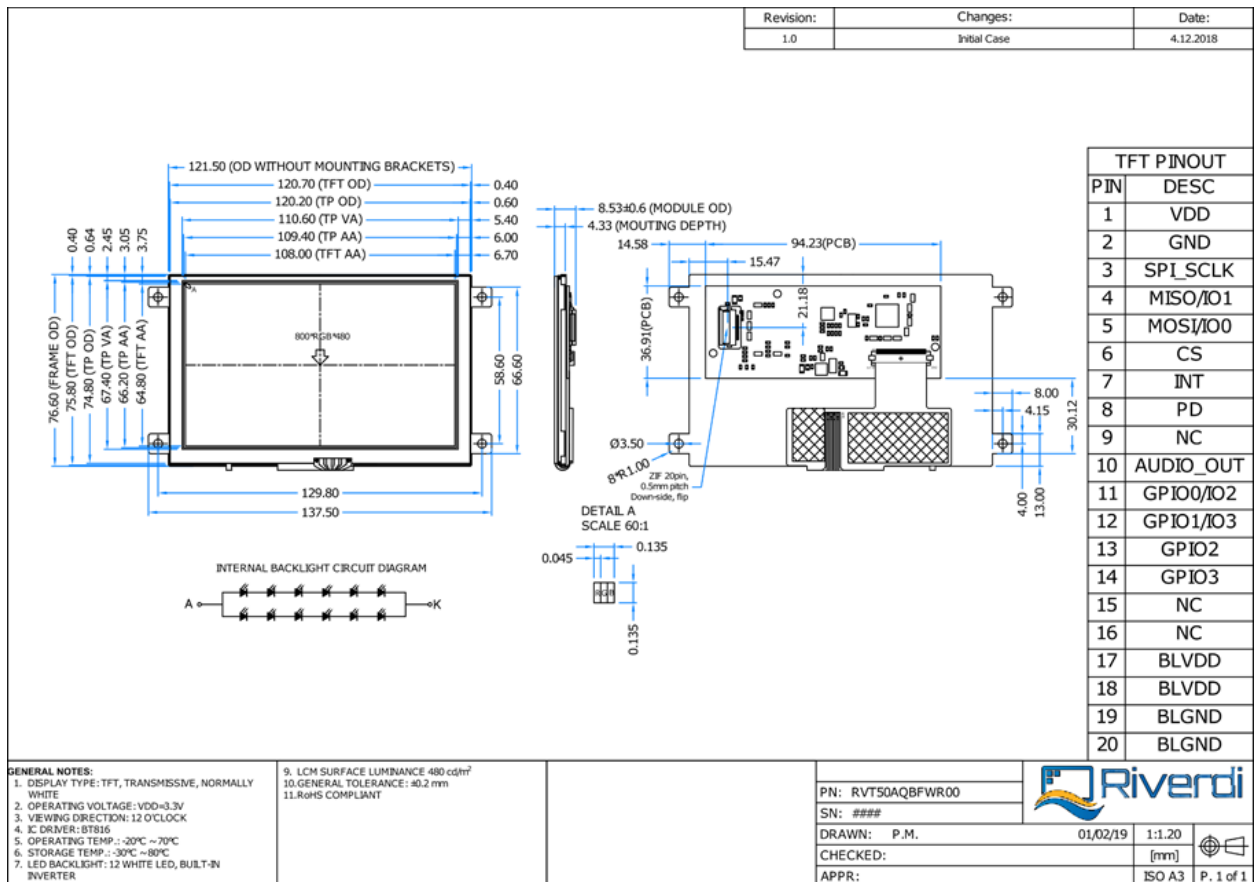 Revision: Changes: Date:
1.0 Initial Case 4.12.2018
121.50 (OD WITHOUT MOUNTING BRACKETS)
120.70 (TFT OD) 0.40
120.20 (TP OD) 0.60
110.60 (TP VA) 5.40
109.40 (TP AA) 6.00
108.00 (TFT AA) 6.70
0.40
0.64
2.45
3.05
3.75
76.60 (FRAME OD)
75.80 (TFT OD)
74.80 (TP OD)
67.40 (TP VA)
66.20 (TP AA)
64.80 (TFT AA)
A
800*RGB*480
58.60
66.60
129.80
137.50
8.53±0.6 (MODULE OD)
4.33 (MOUTING DEPTH)
14.58
94.23(PCB)
15.47
21.18
36.91(PCB)
8.00
4.15
30.12
Ø3.50
8*R1.00
ZIF 20pin,
0.5mm pitch
Down-side, flip
4.00
13.00
DETAIL A
SCALE 60:1
0.135
0.045
R G B
0.135
INTERNAL BACKLIGHT CIRCUIT DIAGRAM
A K
TFT PINOUT
PIN DESC
1 VDD
2 GND
3 SPI_SCLK
4 MISO/IO1
5 MOSI/IO0
6 CS
7 INT
8 PD
9 NC
10 AUDIO_OUT
11 GPIO0/IO2
12 GPIO1/IO3
13 GPIO2
14 GPIO3
15 NC
16 NC
17 BLVDD
18 BLVDD
19 BLGND
20 BLGND
GENERAL NOTES:
1. DISPLAY TYPE: TFT, TRANSMISSIVE, NORMALLY
WHITE
2. OPERATING VOLTAGE: VDD=3.3V
3. VIEWING DIRECTION: 12 O'CLOCK
4. IC DRIVER: BT816
5. OPERATING TEMP.: -20°C ~ 70°C
6. STORAGE TEMP.: -30°C ~ 80°C
7. LED BACKLIGHT: 12 WHITE LED, BUILT-IN
INVERTER
9. LCM SURFACE LUMINANCE 480 cd/m²
10.GENERAL TOLERANCE: ±0.2 mm
11.RoHS COMPLIANT
Riverdi
PN: RVT50AQBFWR00
SN: ####
DRAWN: P.M. 01/02/19 1:1.20
CHECKED: [mm]
APPR: ISO A3 P. 1 of 1